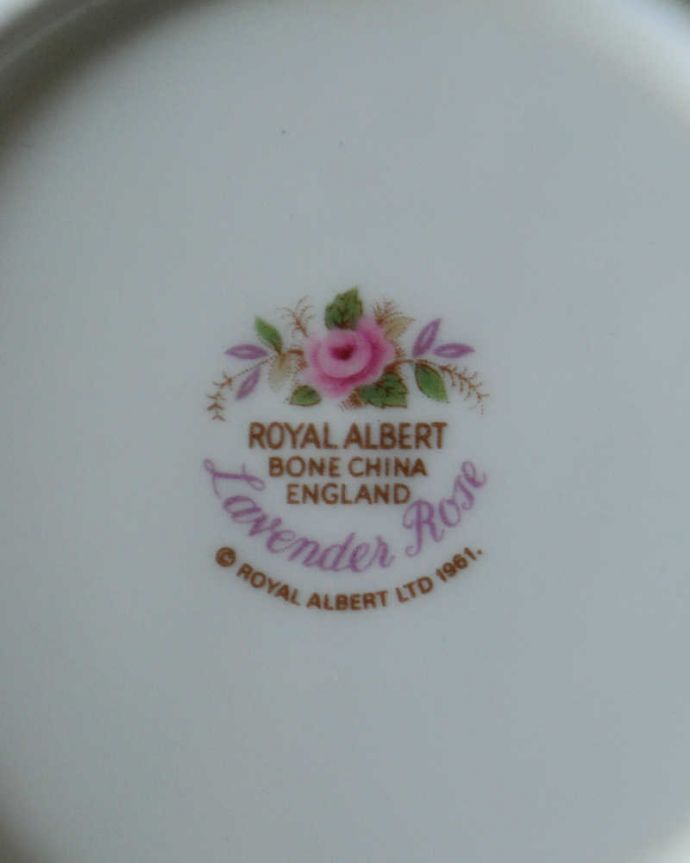 ROYAL ALBERT
BONE CHINA
ENGLAND
Lavender Rose
© ROYAL ALBERT LTD 1961.